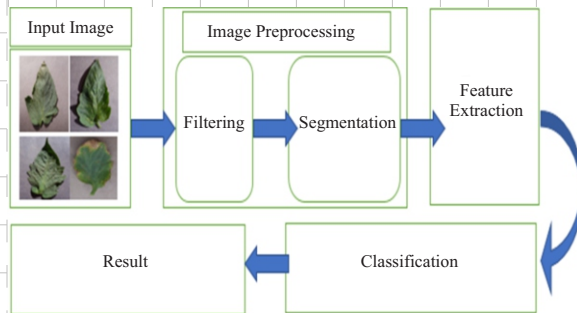 Input Image
Image Preprocessing
Filtering
Segmentation
Feature
Extraction
Result
Classification